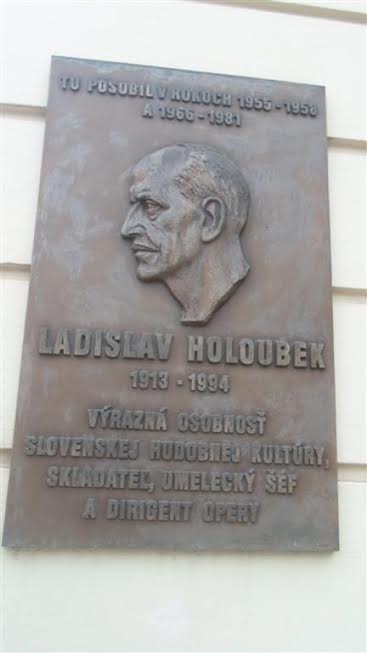 TU PÔSOBIL V ROKOCH 1955 - 1958
A 1966 - 1981
LADISLAV HOLOUBEK
1913 - 1994
VÝRAZNÁ OSOBNOSŤ
SLOVENSKEJ HUDOBNEJ KULTÚRY,
SKLADATEĽ, UMELECKÝ ŠÉF
A DIRIGENT OPERY